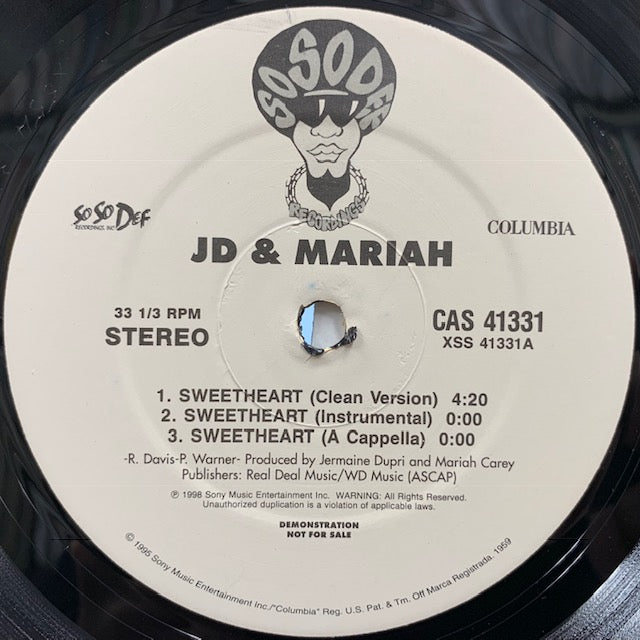 SO SO DEF
RECORDINGS
SO SO DEF
RECORDINGS, INC.
COLUMBIA
JD & MARIAH
33 1/3 RPM
STEREO
CAS 41331
XSS 41331A
1. SWEETHEART (Clean Version) 4:20
2. SWEETHEART (Instrumental) 0:00
3. SWEETHEART (A Cappella) 0:00
-R. Davis-P. Warner- Produced by Jermaine Dupri and Mariah Carey
Publishers: Real Deal Music/WD Music (ASCAP)
℗ 1998 Sony Music Entertainment Inc. WARNING: All Rights Reserved.
Unauthorized duplication is a violation of applicable laws.
DEMONSTRATION
NOT FOR SALE
© 1995 Sony Music Entertainment Inc./"Columbia" Reg. U.S. Pat. & Tm. Off Marca Registrada. 1959